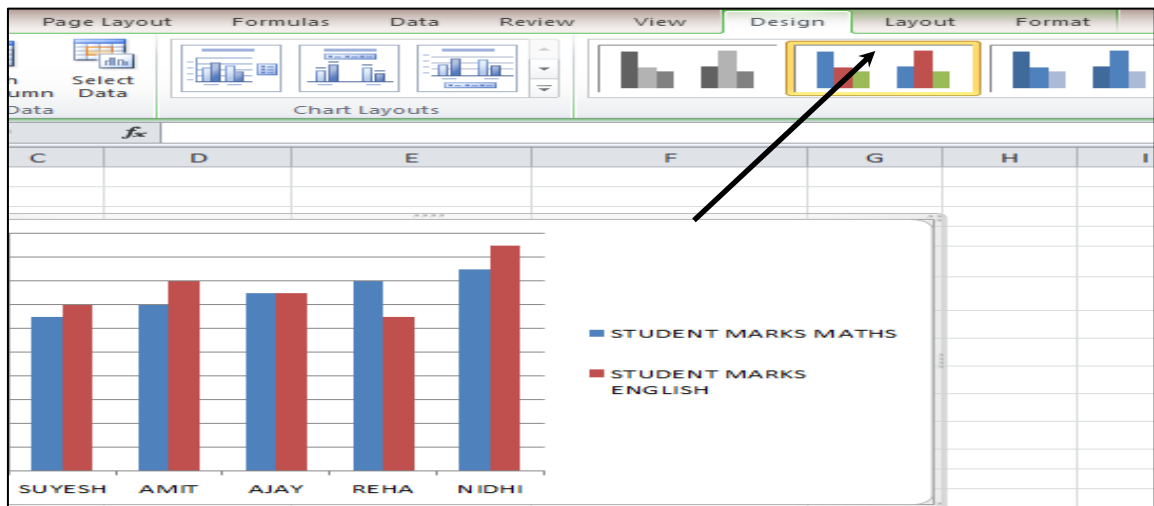 Page Layout Formulas Data Review View Design Layout Format
Select
Data
Data
Chart Layouts
fx
C D E F G H I
STUDENT MARKS MATHS
STUDENT MARKS
ENGLISH
SUYESH AMIT AJAY REHA NIDHI